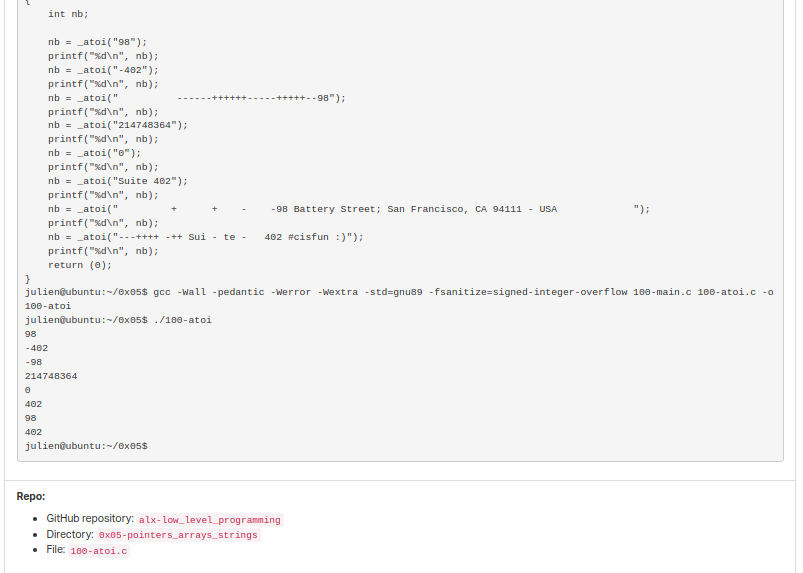 {
    int nb;

    nb = _atoi("98");
    printf("%d\n", nb);
    nb = _atoi("-402");
    printf("%d\n", nb);
    nb = _atoi("          ------++++++-----+++++--98");
    printf("%d\n", nb);
    nb = _atoi("214748364");
    printf("%d\n", nb);
    nb = _atoi("0");
    printf("%d\n", nb);
    nb = _atoi("Suite 402");
    printf("%d\n", nb);
    nb = _atoi("         +      +    -    -98 Battery Street; San Francisco, CA 94111 - USA             ");
    printf("%d\n", nb);
    nb = _atoi("---++++ -++ Sui - te -   402 #cisfun :)");
    printf("%d\n", nb);
    return (0);
}
julien@ubuntu:~/0x05$ gcc -Wall -pedantic -Werror -Wextra -std=gnu89 -fsanitize=signed-integer-overflow 100-main.c 100-atoi.c -o
100-atoi
julien@ubuntu:~/0x05$ ./100-atoi
98
-402
-98
214748364
0
402
98
402
julien@ubuntu:~/0x05$
Repo:
• GitHub repository: alx-low_level_programming
• Directory: 0x05-pointers_arrays_strings
• File: 100-atoi.c